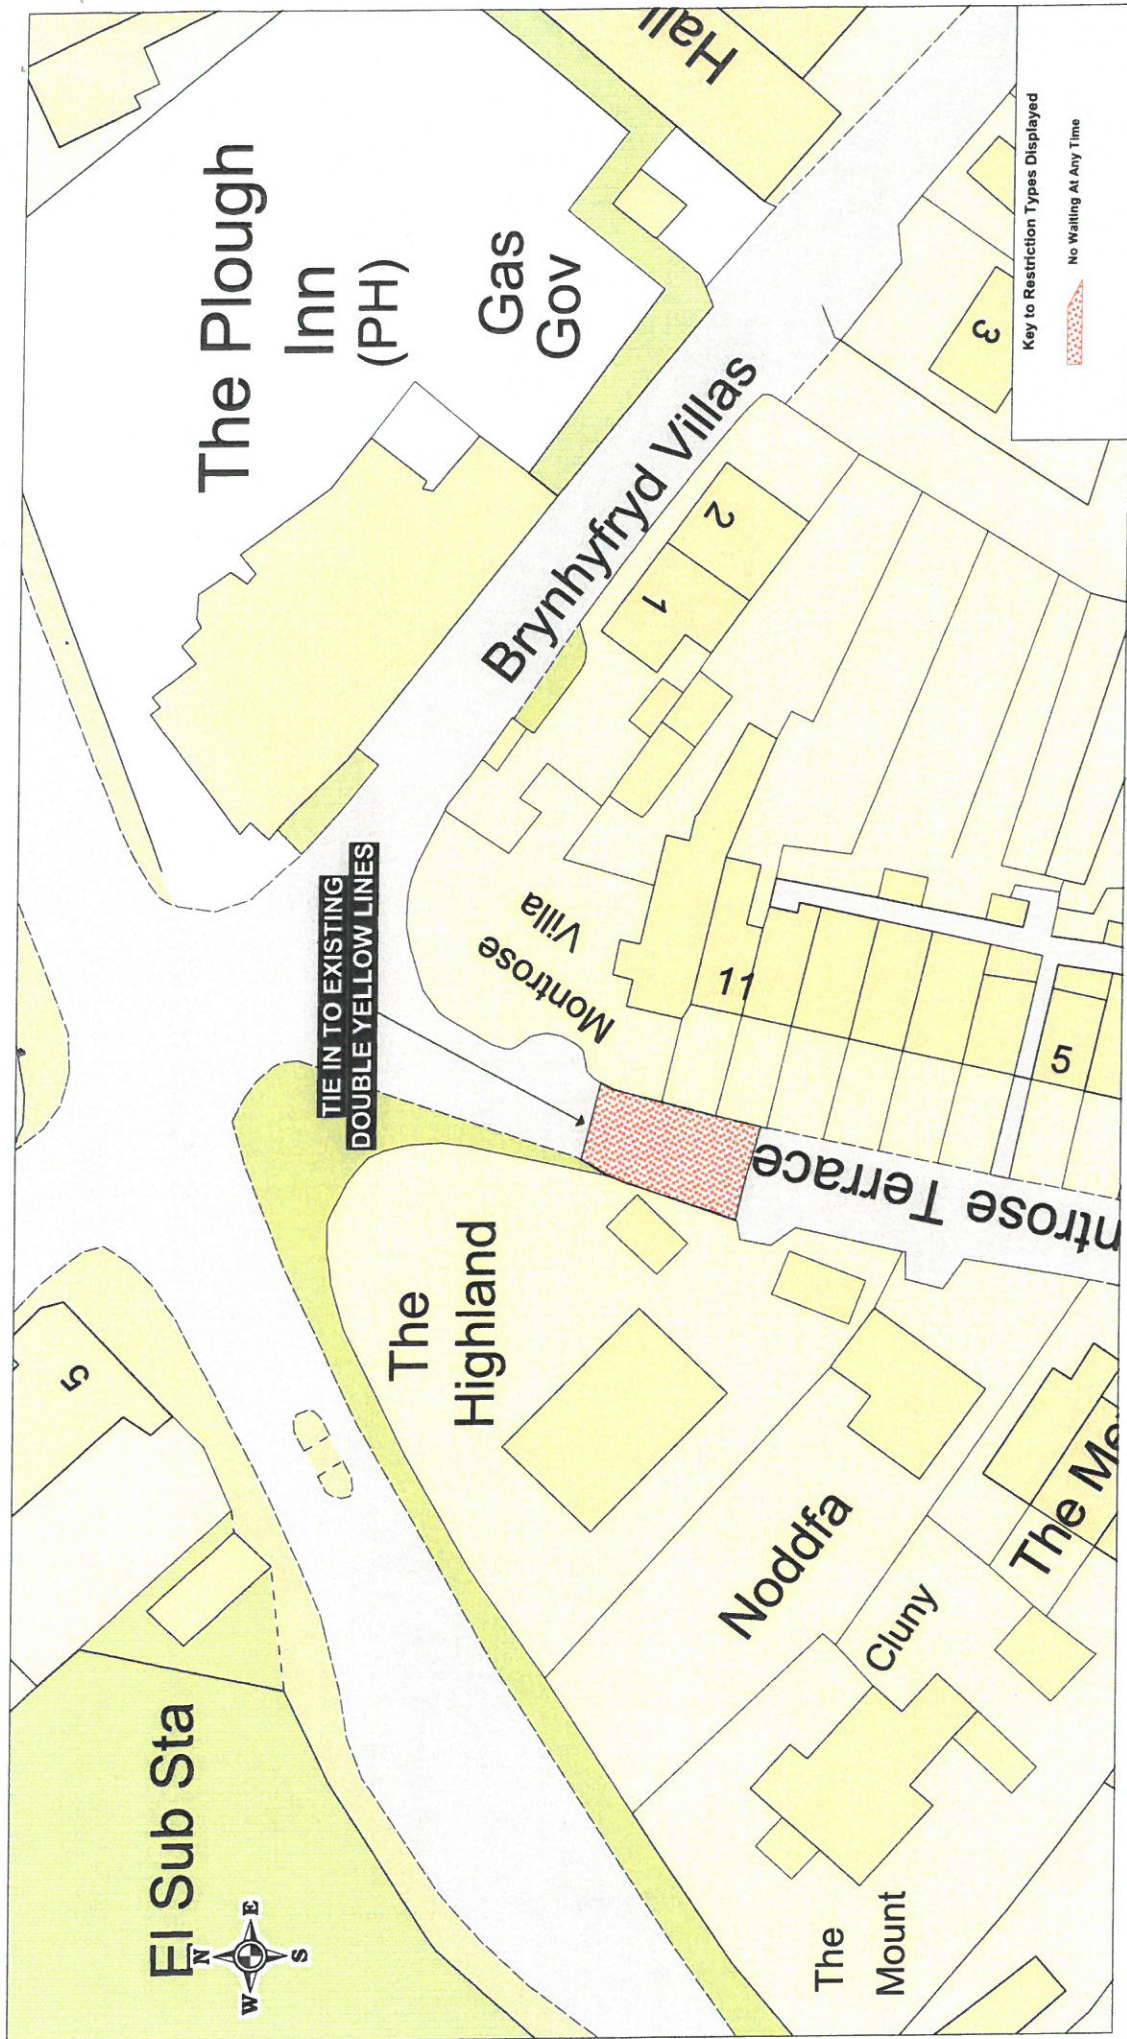 El Sub Sta
N
W
E
S
5
The Plough
Inn
(PH)
Gas
Gov
Hall
TIE IN TO EXISTING
DOUBLE YELLOW LINES
Brynhyfryd Villas
The
Highland
Montrose
Villa
1
2
3
11
5
ntrose Terrace
Noddfa
Cluny
The
Mount
The Me
Key to Restriction Types Displayed
No Waiting At Any Time